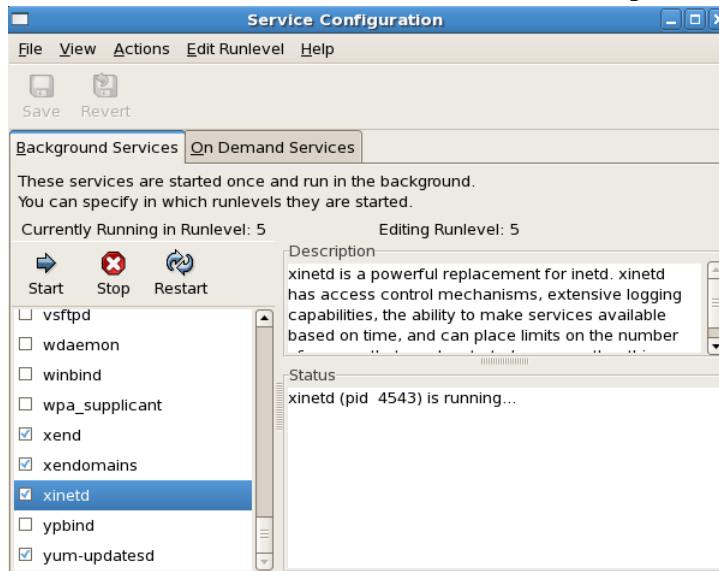 Service Configuration
File View Actions Edit Runlevel Help
Save Revert
Background Services On Demand Services
These services are started once and run in the background.
You can specify in which runlevels they are started.
Currently Running in Runlevel: 5 Editing Runlevel: 5
Start Stop Restart
vsftpd
wdaemon
winbind
wpa_supplicant
xend
xendomains
xinetd
ypbind
yum-updatesd
Description
xinetd is a powerful replacement for inetd. xinetd
has access control mechanisms, extensive logging
capabilities, the ability to make services available
based on time, and can place limits on the number
Status
xinetd (pid 4543) is running...